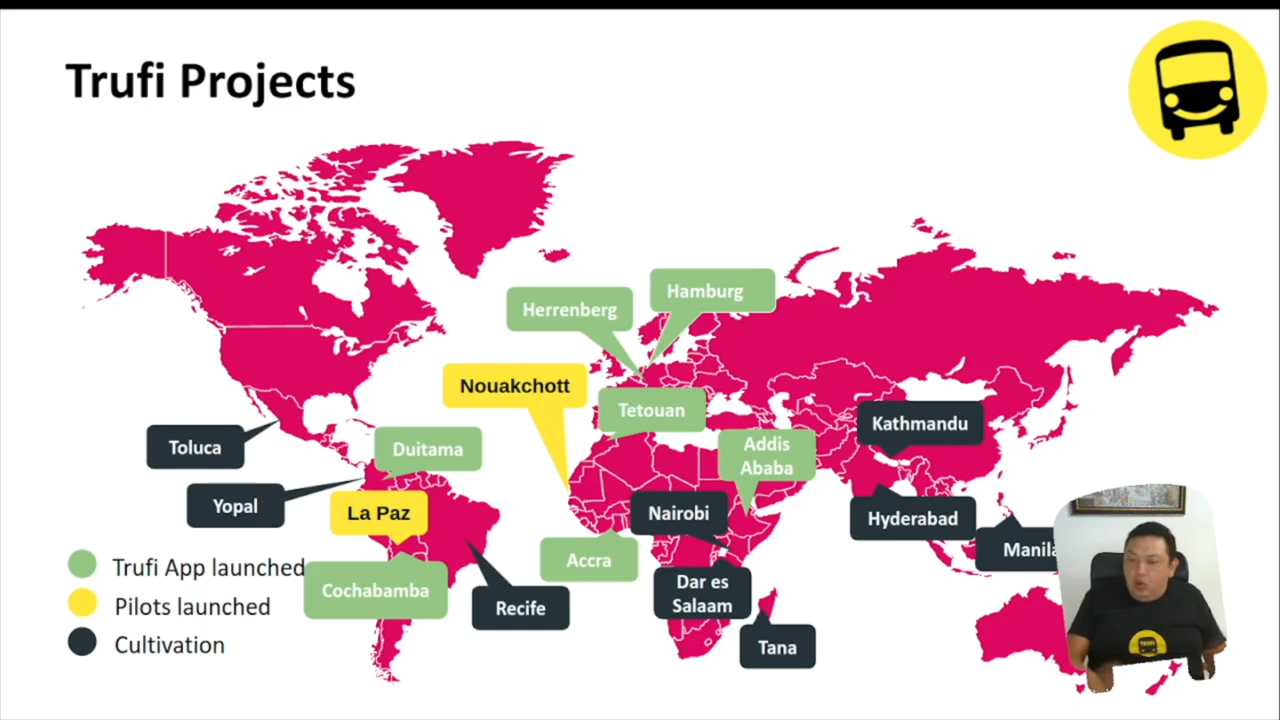 Trufi Projects
Hamburg
Herrenberg
Nouakchott
Tetouan
Kathmandu
Toluca
Duitama
Addis
Ababa
Yopal
La Paz
Nairobi
Hyderabad
Manila
Accra
Trufi App launched
Cochabamba
Dar es
Salaam
Recife
Pilots launched
Cultivation
Tana